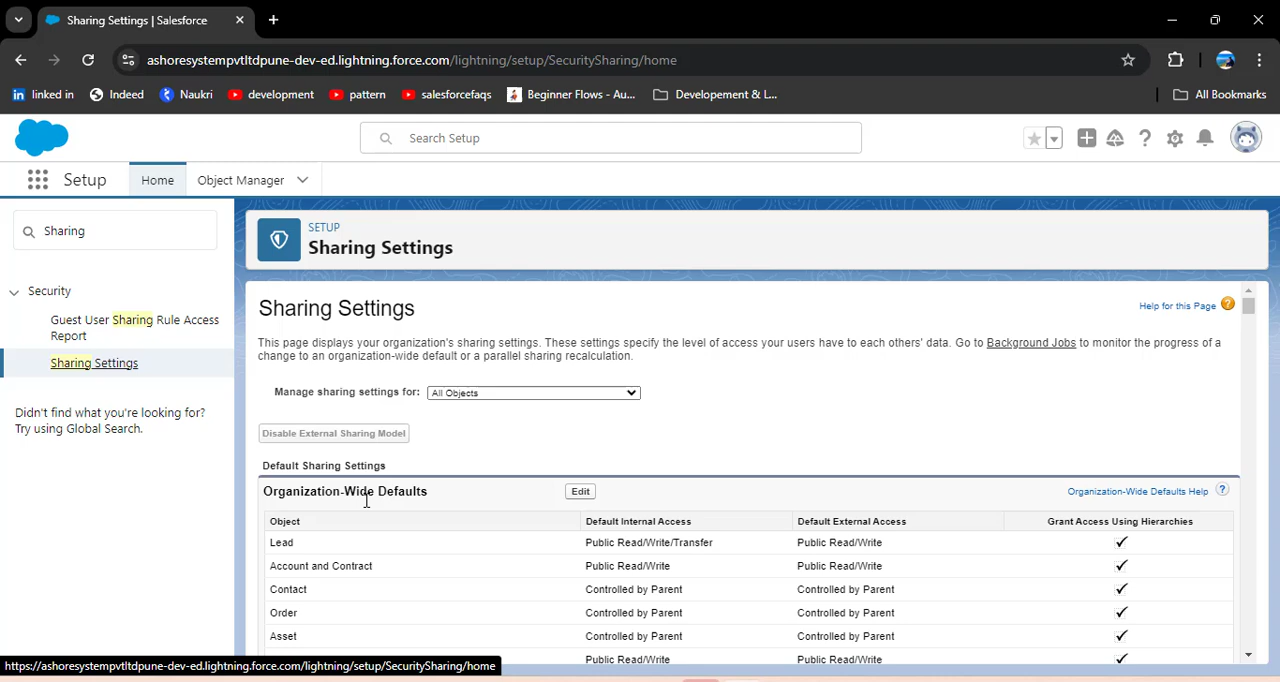 Sharing Settings | Salesforce
ashoresystempvtltdpune-dev-ed.lightning.force.com/lightning/setup/SecuritySharing/home
linked in Indeed Naukri development pattern salesforcefaqs Beginner Flows - Au... Developement & L... All Bookmarks
Search Setup
Setup Home Object Manager
Sharing
Security
Guest User Sharing Rule Access
Report
Sharing Settings
Didn't find what you're looking for?
Try using Global Search.
SETUP
Sharing Settings
Sharing Settings
Help for this Page
This page displays your organization's sharing settings. These settings specify the level of access your users have to each others' data. Go to Background Jobs to monitor the progress of a
change to an organization-wide default or a parallel sharing recalculation.
Manage sharing settings for: All Objects
Disable External Sharing Model
Default Sharing Settings
Organization-Wide Defaults Edit Organization-Wide Defaults Help ?
Object Default Internal Access Default External Access Grant Access Using Hierarchies
Lead Public Read/Write/Transfer Public Read/Write
Account and Contract Public Read/Write Public Read/Write
Contact Controlled by Parent Controlled by Parent
Order Controlled by Parent Controlled by Parent
Asset Controlled by Parent Controlled by Parent
Public Read/Write Public Read/Write
https://ashoresystempvtltdpune-dev-ed.lightning.force.com/lightning/setup/SecuritySharing/home